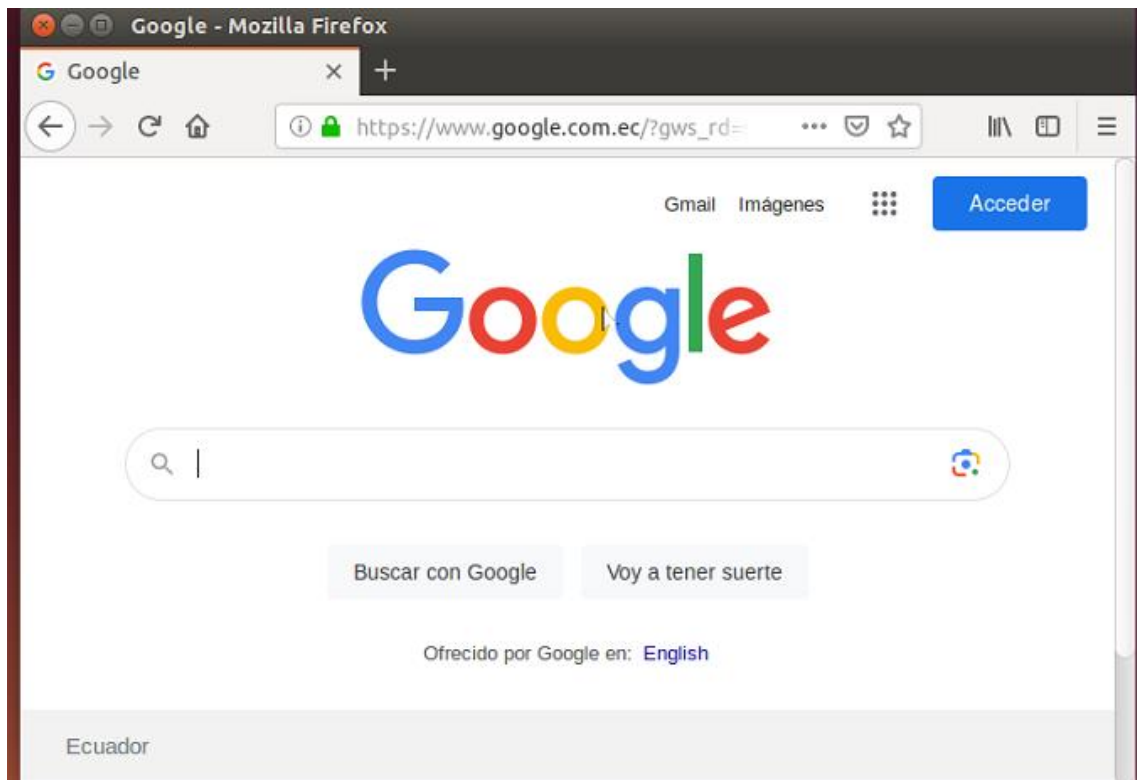 Google - Mozilla Firefox
Google
https://www.google.com.ec/?gws_rd=
Gmail Imágenes Acceder
Google
Buscar con Google Voy a tener suerte
Ofrecido por Google en: English
Ecuador